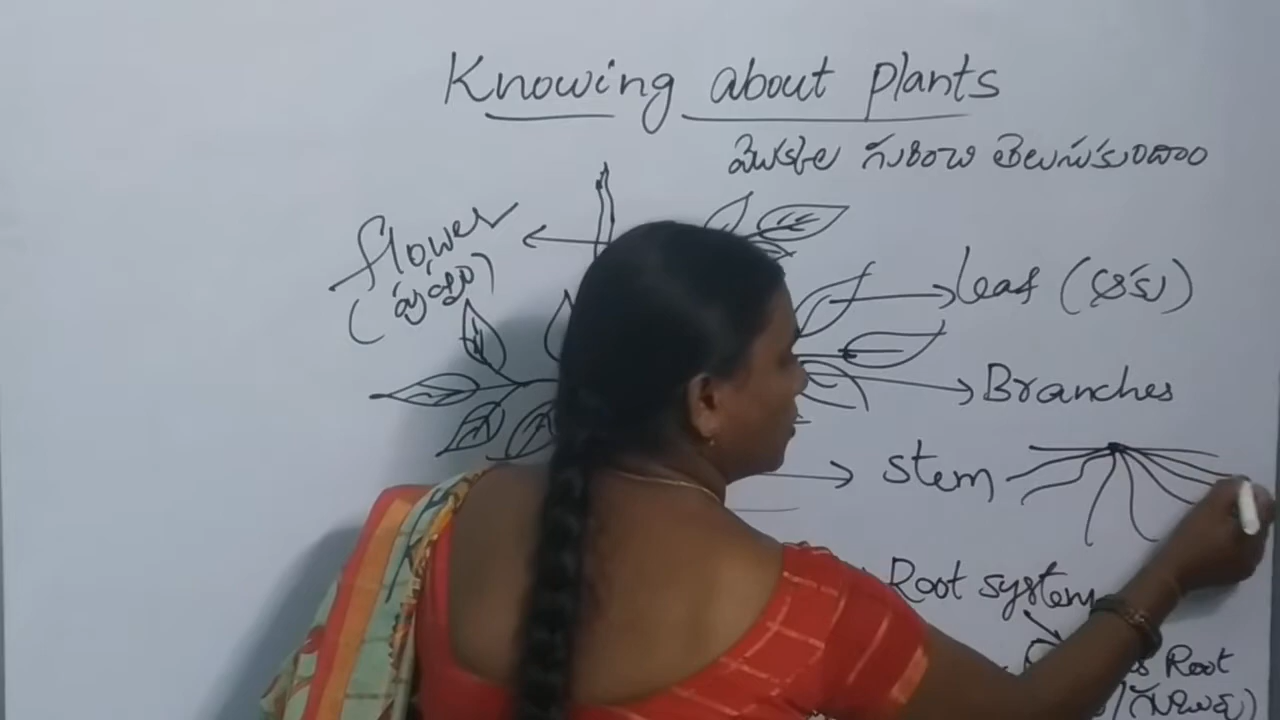 Knowing about plants
మొక్కల గురించి తెలుసుకుందాం
flower
(పుష్పం)
leaf (ఆకు)
Branches
stem
Root system
Root